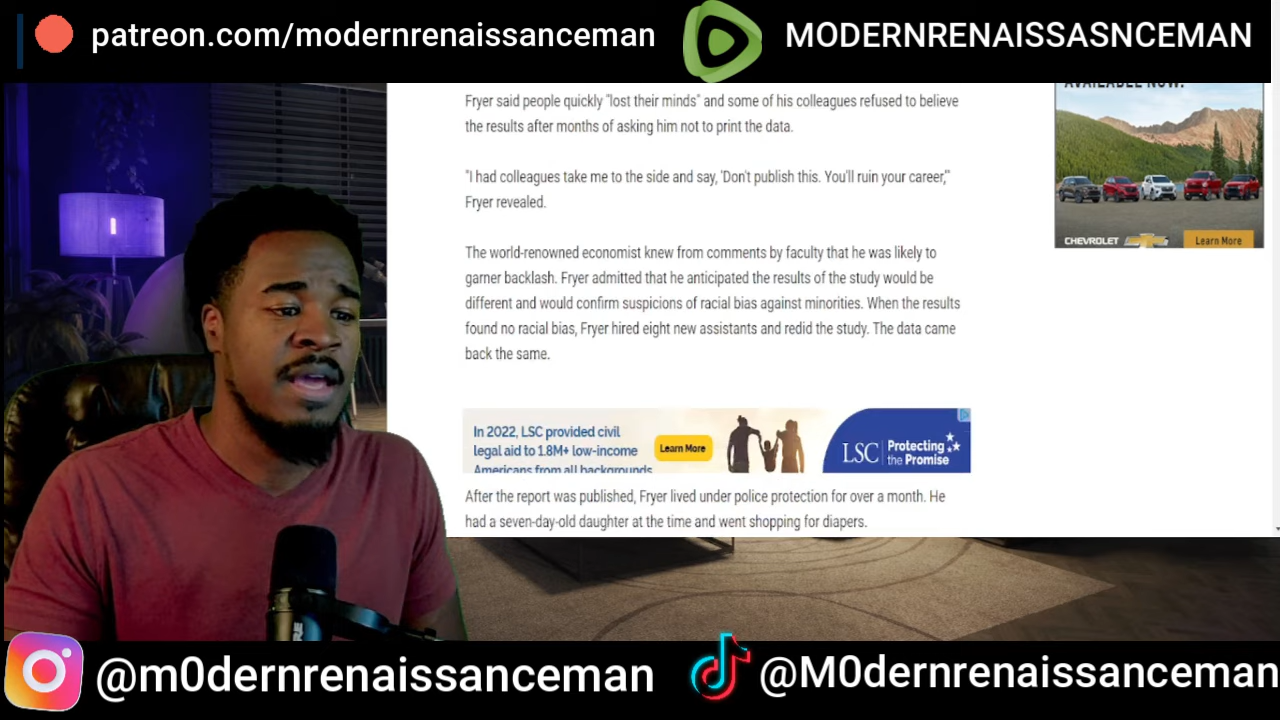 patreon.com/modernrenaissanceman
MODERNRENAISSASNCEMAN
Fryer said people quickly "lost their minds" and some of his colleagues refused to believe
the results after months of asking him not to print the data.
"I had colleagues take me to the side and say, 'Don't publish this. You'll ruin your career,'"
Fryer revealed.
The world-renowned economist knew from comments by faculty that he was likely to
garner backlash. Fryer admitted that he anticipated the results of the study would be
different and would confirm suspicions of racial bias against minorities. When the results
found no racial bias, Fryer hired eight new assistants and redid the study. The data came
back the same.
In 2022, LSC provided civil
legal aid to 1.8M+ low-income
Americans from all backgrounds
Learn More
LSC Protecting
the Promise
After the report was published, Fryer lived under police protection for over a month. He
had a seven-day-old daughter at the time and went shopping for diapers.
AVAILABLE NOW!
CHEVROLET
Learn More
@m0dernrenaissanceman
@M0dernrenaissanceman